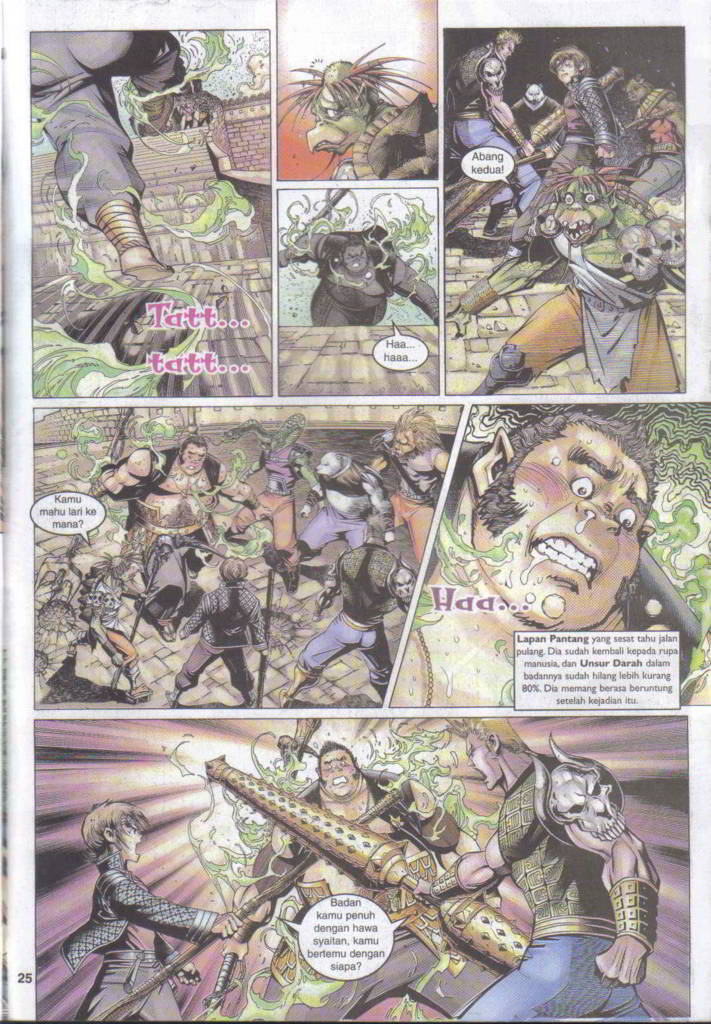 Tatt...
tatt...
Haa...
haaa...
Abang
kedua!
Kamu
mahu lari ke
mana?
Haa...
Lapan Pantang yang sesat tahu jalan
pulang. Dia sudah kembali kepada rupa
manusia, dan Unsur Darah dalam
badannya sudah hilang lebih kurang
80%. Dia memang berasa beruntung
setelah kejadian itu.
Badan
kamu penuh
dengan hawa
syaitan, kamu
bertemu dengan
siapa?
25